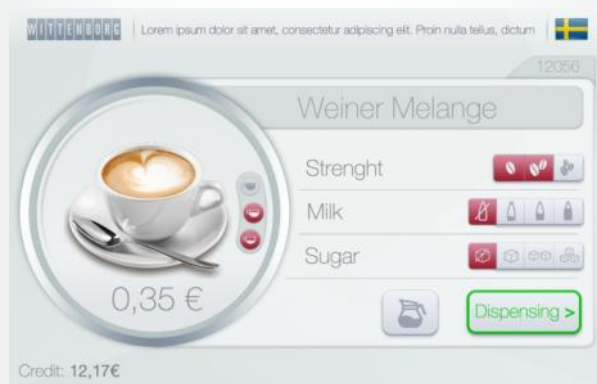 WITTENBORG
Lorem ipsum dolor sit amet, consectetur adipiscing elit. Proin nulla tellus, dictum
12056
Weiner Melange
Strenght
Milk
Sugar
0,35 €
Dispensing >
Credit: 12,17€